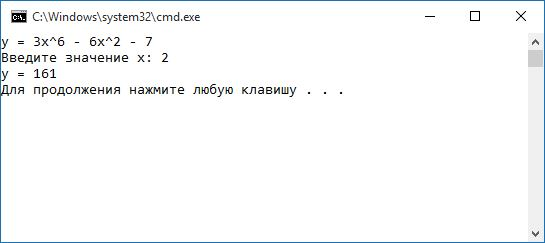 C:\Windows\system32\cmd.exe
y = 3x^6 - 6x^2 - 7
Введите значение x: 2
y = 161
Для продолжения нажмите любую клавишу . . .